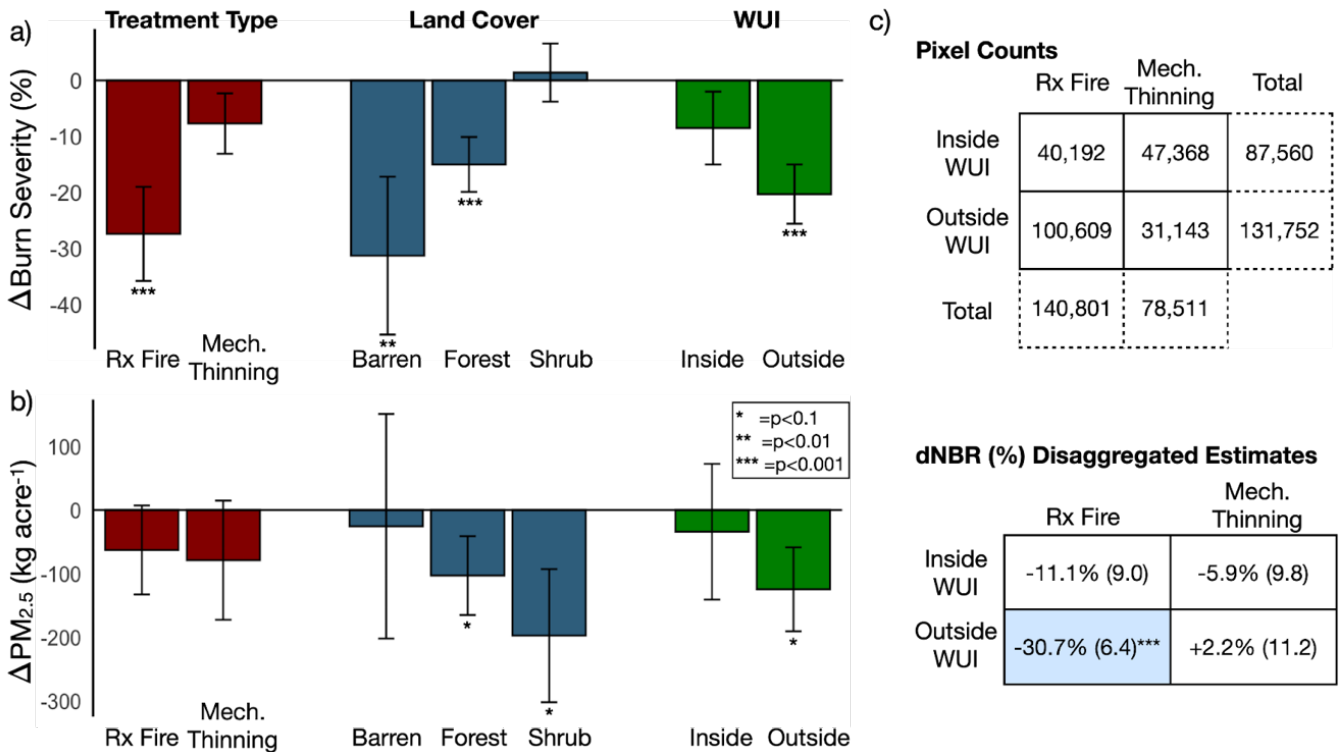 a)
Treatment Type
Land Cover
WUI
ΔBurn Severity (%)
0
-10
-20
-30
-40
***
**
***
***
Rx Fire
Mech.
Thinning
Barren
Forest
Shrub
Inside
Outside
b)
ΔPM2.5 (kg acre⁻¹)
100
0
-100
-200
-300
*
*
*
* =p<0.1
** =p<0.01
*** =p<0.001
Rx Fire
Mech.
Thinning
Barren
Forest
Shrub
Inside
Outside
c)
Pixel Counts
Rx Fire
Mech.
Thinning
Total
Inside
WUI
40,192
47,368
87,560
Outside
WUI
100,609
31,143
131,752
Total
140,801
78,511
dNBR (%) Disaggregated Estimates
Rx Fire
Mech.
Thinning
Inside
WUI
-11.1% (9.0)
-5.9% (9.8)
Outside
WUI
-30.7% (6.4)***
+2.2% (11.2)